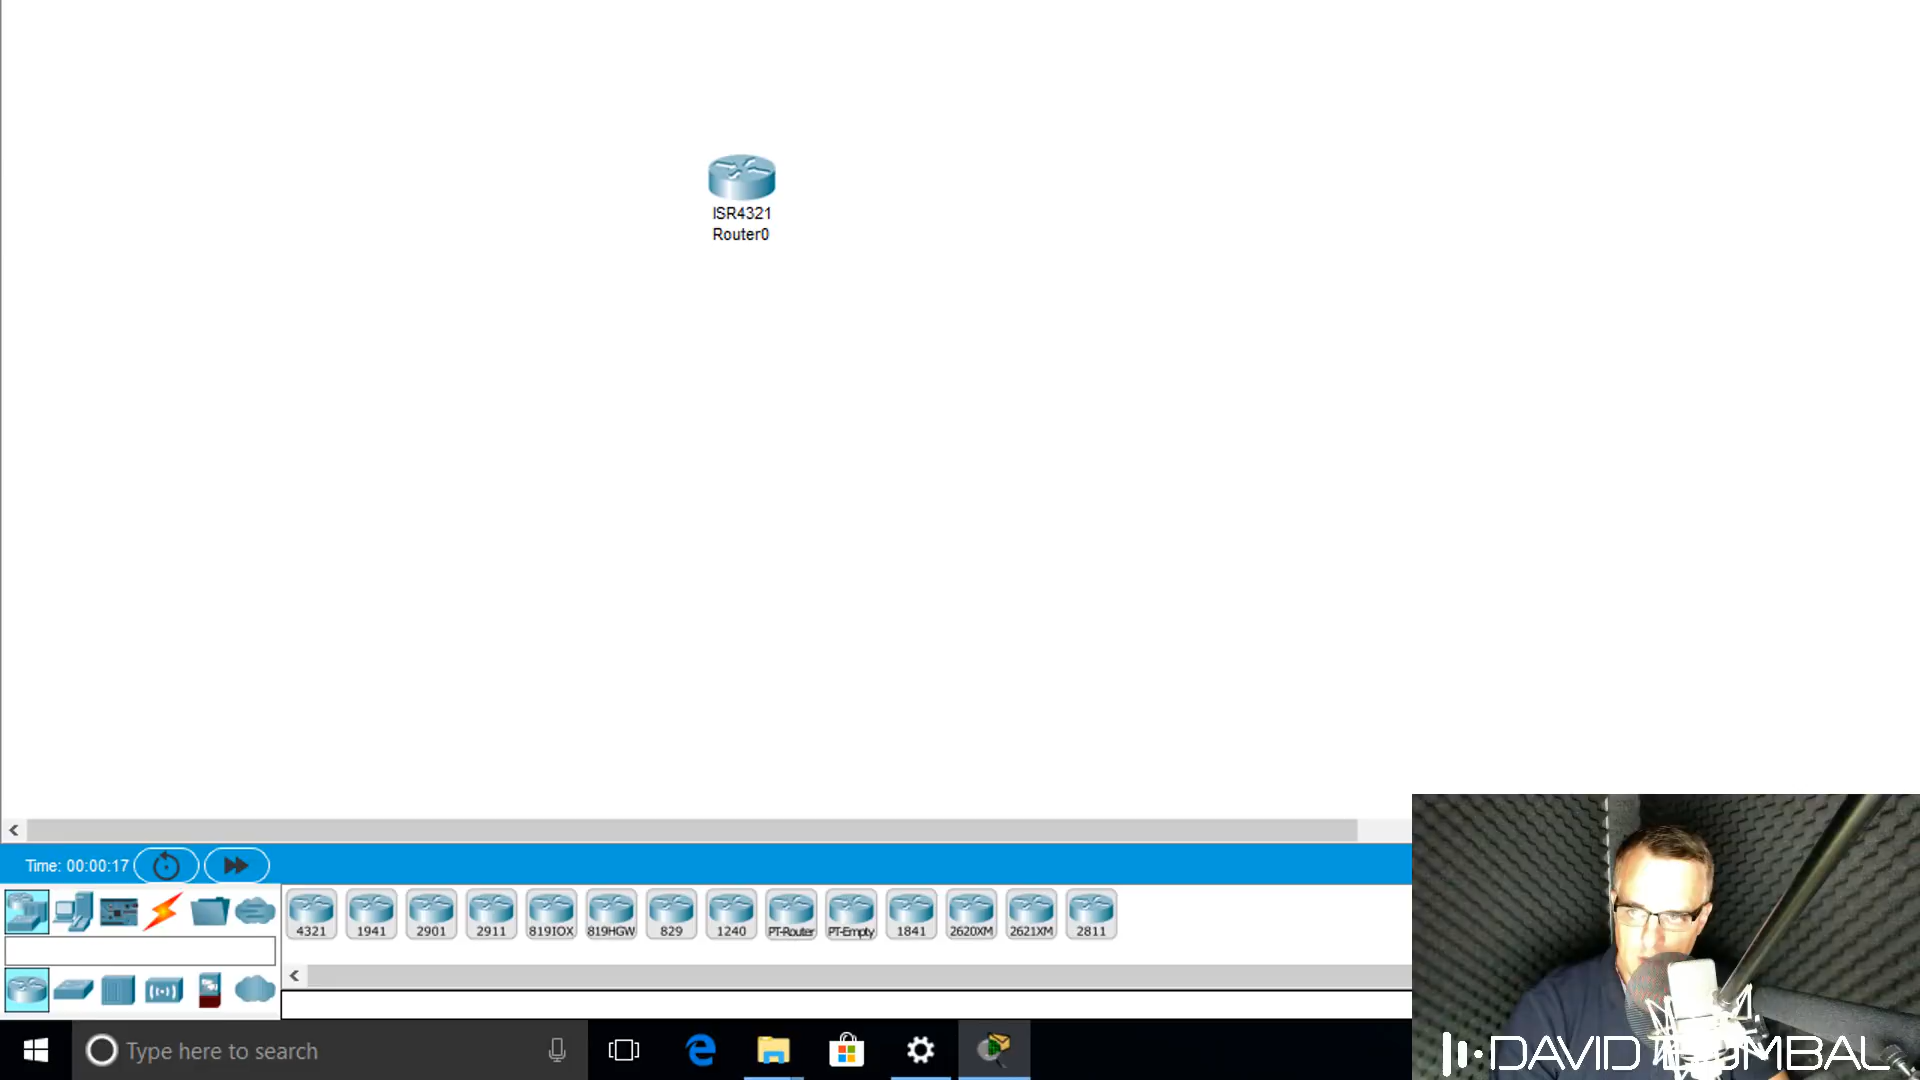 ISR4321
Router0
Time: 00:00:17
4321 1941 2901 2911 819IOX 819HGW 829 1240 PT-Router PT-Empty 1841 2620XM 2621XM 2811
Type here to search
DAVID